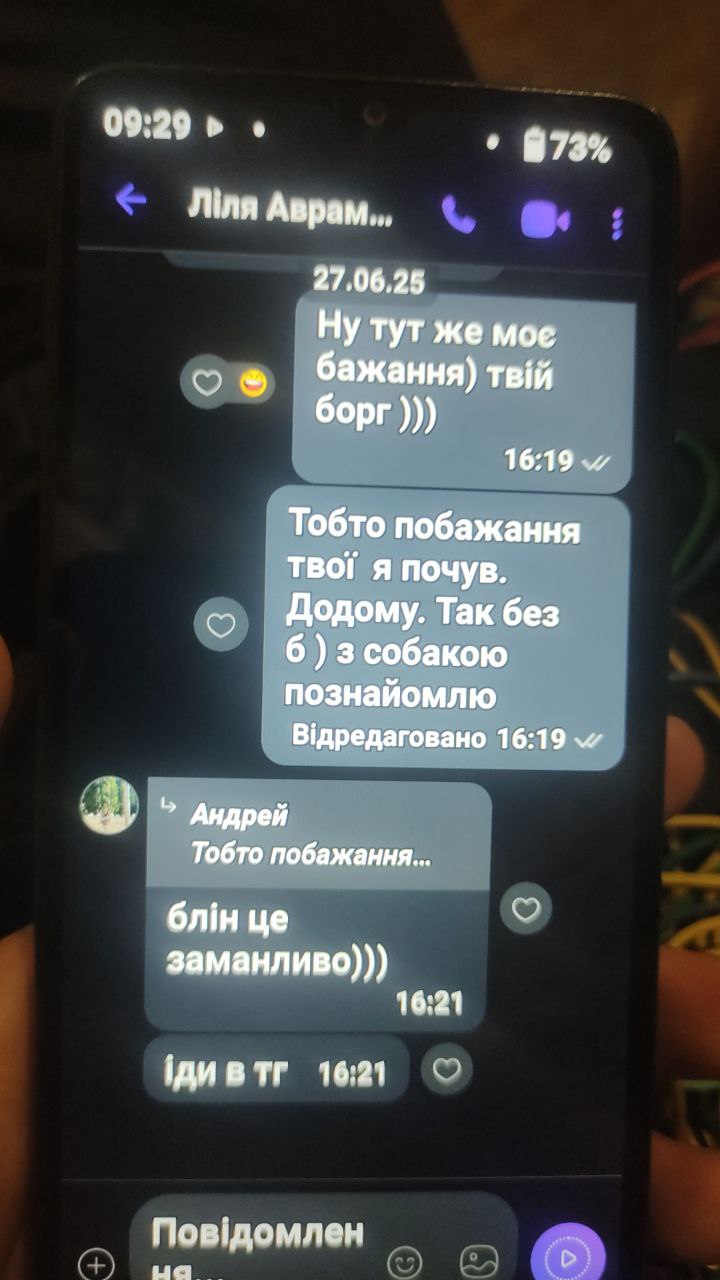 09:29
73%
Ліля Аврам...
27.06.25
Ну тут же моє
бажання) твій
борг )))
16:19
Тобто побажання
твої я почув.
Додому. Так без
б ) з собакою
познайомлю
Відредаговано 16:19
Андрей
Тобто побажання...
блін це
заманливо)))
16:21
іди в тг 16:21
Повідомлен
ня...